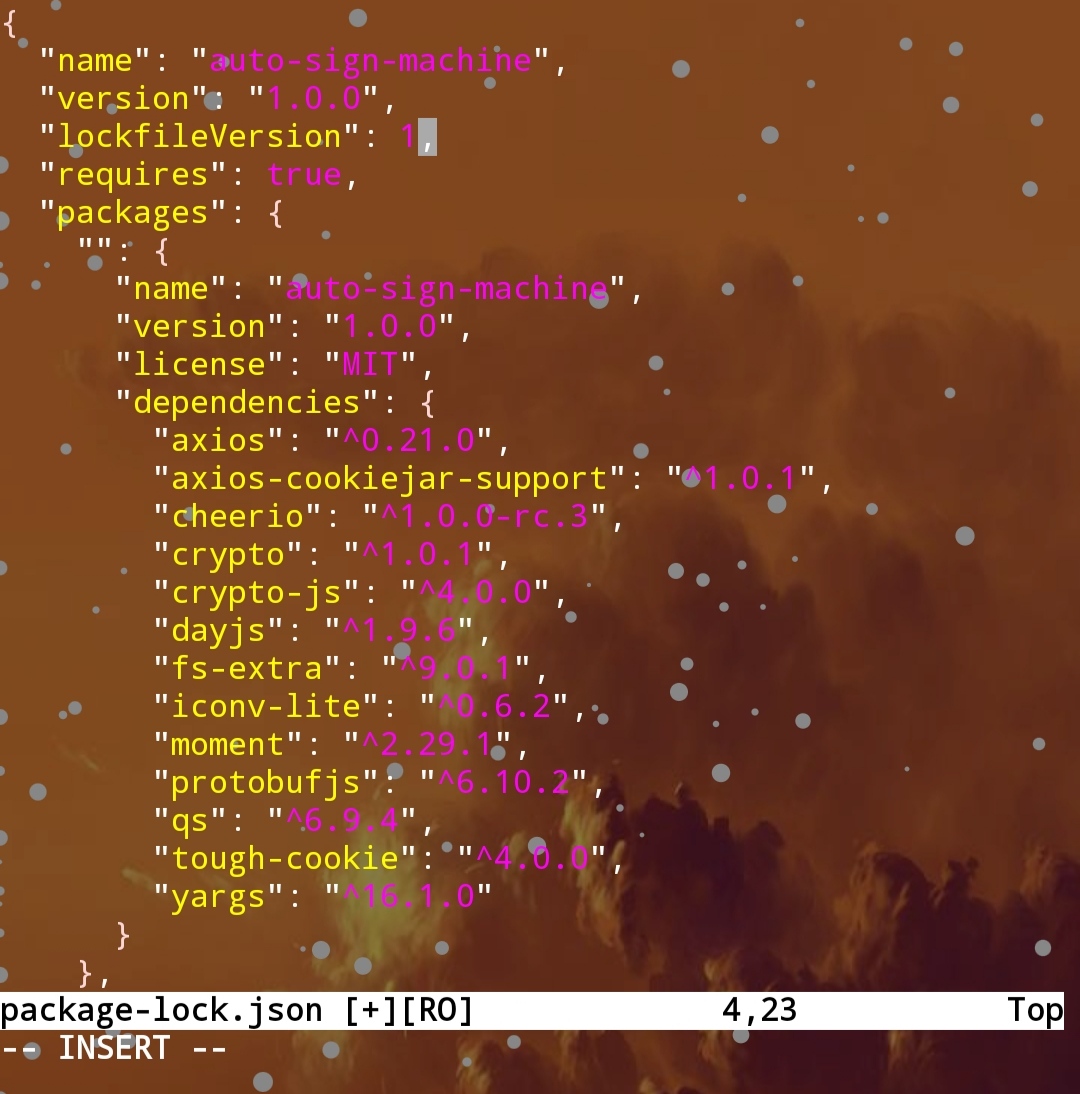 {
  "name": "auto-sign-machine",
  "version": "1.0.0",
  "lockfileVersion": 1,
  "requires": true,
  "packages": {
    "": {
      "name": "auto-sign-machine",
      "version": "1.0.0",
      "license": "MIT",
      "dependencies": {
        "axios": "^0.21.0",
        "axios-cookiejar-support": "^1.0.1",
        "cheerio": "^1.0.0-rc.3",
        "crypto": "^1.0.1",
        "crypto-js": "^4.0.0",
        "dayjs": "^1.9.6",
        "fs-extra": "^9.0.1",
        "iconv-lite": "^0.6.2",
        "moment": "^2.29.1",
        "protobufjs": "^6.10.2",
        "qs": "^6.9.4",
        "tough-cookie": "^4.0.0",
        "yargs": "^16.1.0"
      }
    },
package-lock.json [+][RO] 4,23 Top
-- INSERT --